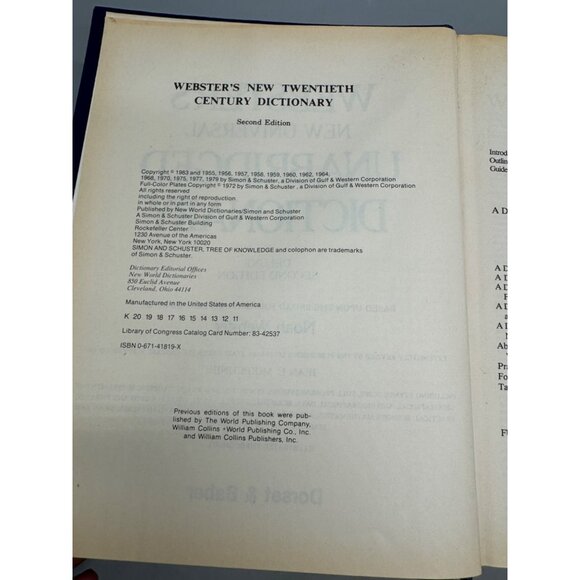 WEBSTER'S NEW TWENTIETH
CENTURY DICTIONARY
Second Edition
Copyright © 1983 and 1955, 1956, 1957, 1958, 1959, 1960, 1962, 1964,
1968, 1970, 1975, 1977, 1979 by Simon & Schuster, a Division of Gulf & Western Corporation
Full-Color Plates Copyright © 1972 by Simon & Schuster, a Division of Gulf & Western Corporation
All rights reserved
including the right of reproduction
in whole or in part in any form
Published by New World Dictionaries/Simon and Schuster
A Simon & Schuster Division of Gulf & Western Corporation
Simon & Schuster Building
Rockefeller Center
1230 Avenue of the Americas
New York, New York 10020
SIMON AND SCHUSTER, TREE OF KNOWLEDGE and colophon are trademarks
of Simon & Schuster.
Dictionary Editorial Offices
New World Dictionaries
850 Euclid Avenue
Cleveland, Ohio 44114
Manufactured in the United States of America
K 20 19 18 17 16 15 14 13 12 11
Library of Congress Catalog Card Number: 83-42537
ISBN 0-671-41819-X
Previous editions of this book were pub-
lished by The World Publishing Company,
William Collins + World Publishing Co., Inc.
and William Collins Publishers, Inc.
Introd
Outlin
Guide
A D
A D
A D
A D
F
A D
a
A L
N
Ab
Pra
Fo
Ta
FU